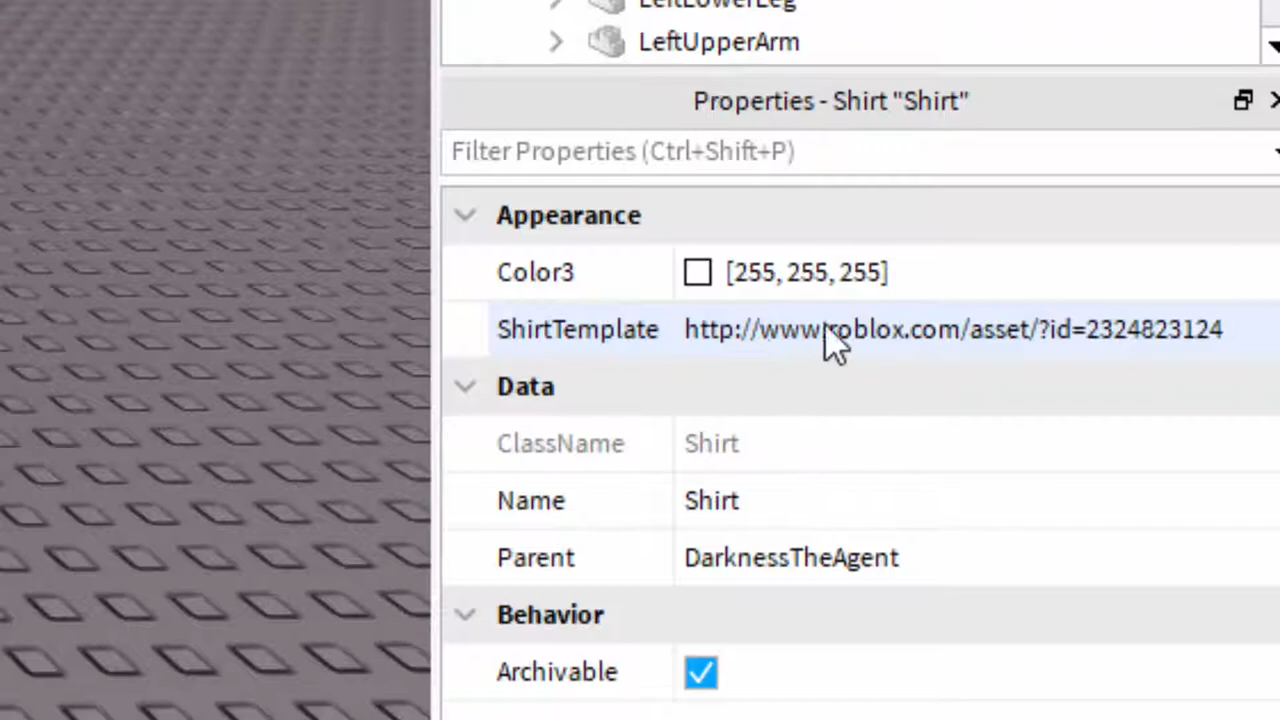 LeftLowerLeg
LeftUpperArm
Properties - Shirt "Shirt"
Filter Properties (Ctrl+Shift+P)
Appearance
Color3 [255, 255, 255]
ShirtTemplate http://www.roblox.com/asset/?id=2324823124
Data
ClassName Shirt
Name Shirt
Parent DarknessTheAgent
Behavior
Archivable